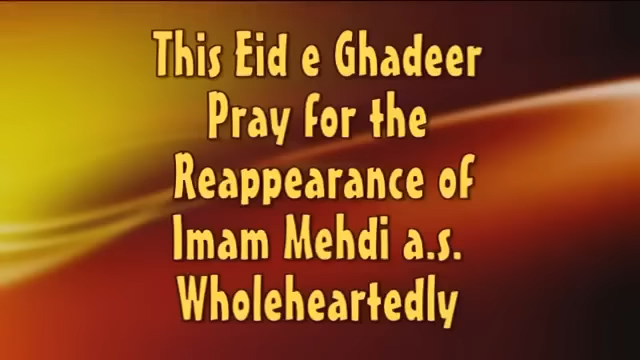 This Eid e Ghadeer
Pray for the
Reappearance of
Imam Mehdi a.s.
Wholeheartedly